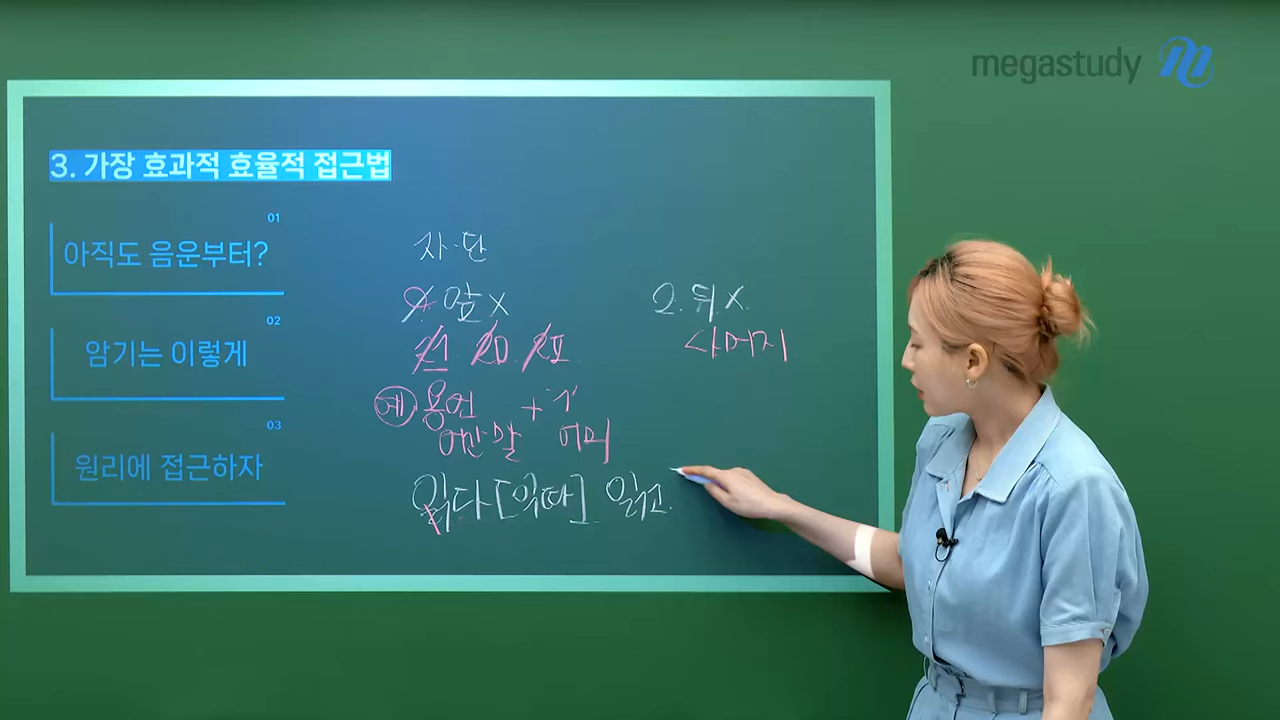 megastudy
3. 가장 효과적 효율적 접근법
01
아직도 음운부터?
02
암기는 이렇게
03
원리에 접근하자
자·단
앞 X
2. 뒤 X
ㄺ ㄻ ㄿ
나머지
예 용언 + 'ㄱ'
어간 말 어미
읽다 [익따] 읽고